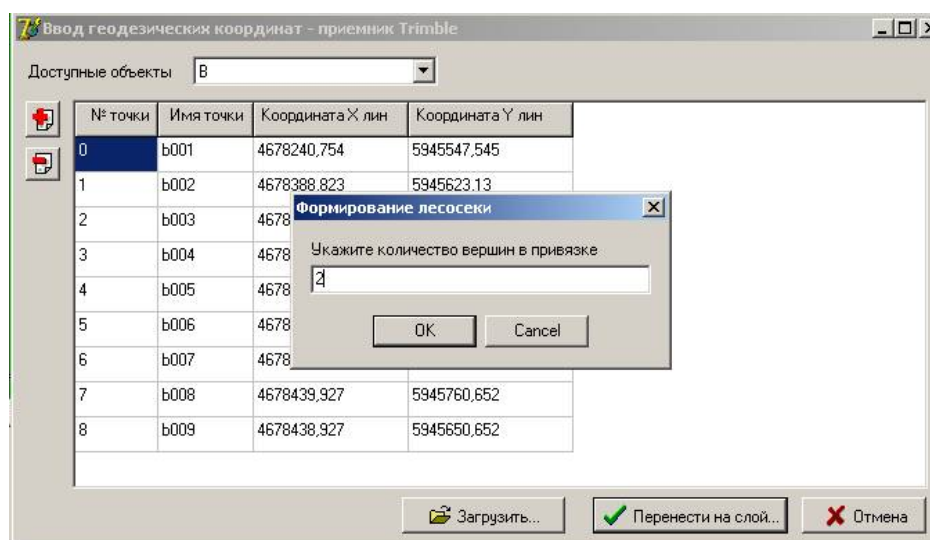 Ввод геодезических координат - приемник Trimble
Доступные объекты B
№ точки Имя точки Координата X лин Координата Y лин
0 b001 4678240,754 5945547,545
1 b002 4678388,823 5945623,13
2 b003 4678
3 b004 4678
4 b005 4678
5 b006 4678
6 b007 4678
7 b008 4678439,927 5945760,652
8 b009 4678438,927 5945650,652
Формирование лесосеки
Укажите количество вершин в привязке
2
OK Cancel
Загрузить... Перенести на слой... Отмена